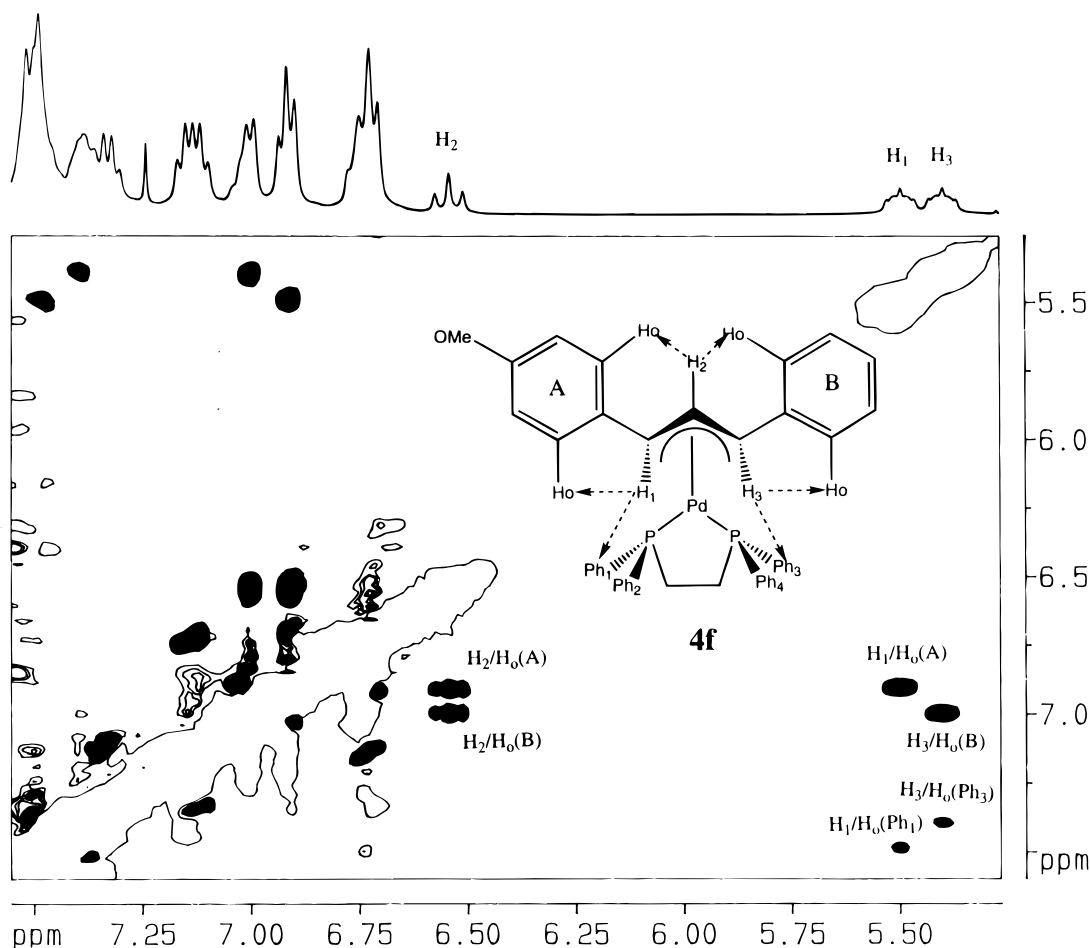 H₂
H₁ H₃
5.5
OMe Ho Ho
H₂
A B
6.0
Ho H₁ H₃ Ho
Pd
P P
Ph₁ Ph₃
Ph₂ Ph₄
6.5
4f
H₂/Hₒ(A) H₁/Hₒ(A)
7.0
H₂/Hₒ(B) H₃/Hₒ(B)
H₃/Hₒ(Ph₃)
H₁/Hₒ(Ph₁)
ppm
ppm 7.25 7.00 6.75 6.50 6.25 6.00 5.75 5.50